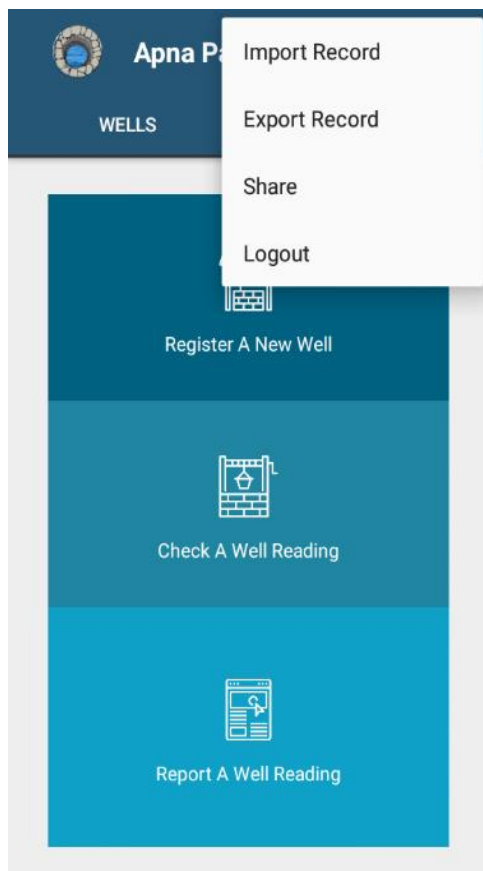 Apna Pa
Import Record
Export Record
Share
Logout
WELLS
Register A New Well
Check A Well Reading
Report A Well Reading